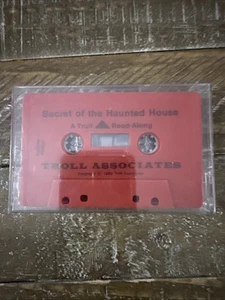 Secret of the Haunted House
A Troll Read-Along
TROLL ASSOCIATES